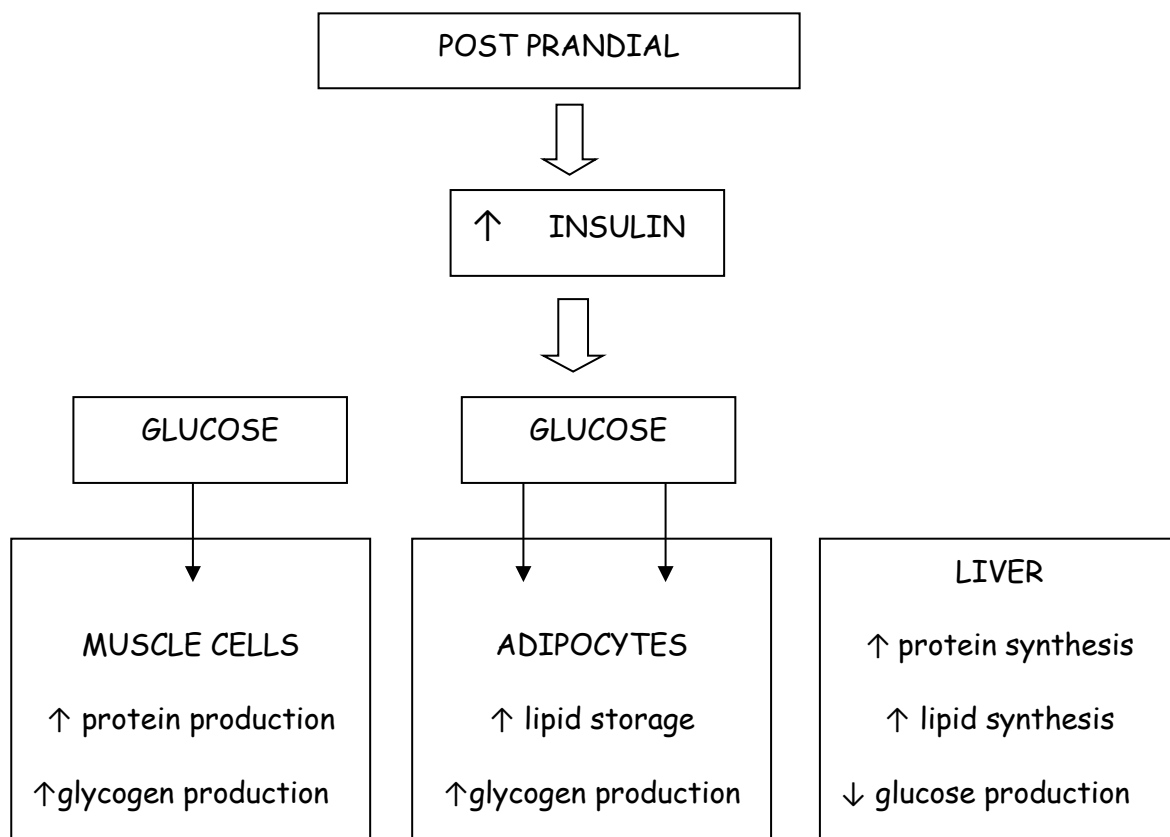 POST PRANDIAL
↑ INSULIN
GLUCOSE
GLUCOSE
MUSCLE CELLS
↑ protein production
↑glycogen production
ADIPOCYTES
↑ lipid storage
↑glycogen production
LIVER
↑ protein synthesis
↑ lipid synthesis
↓ glucose production